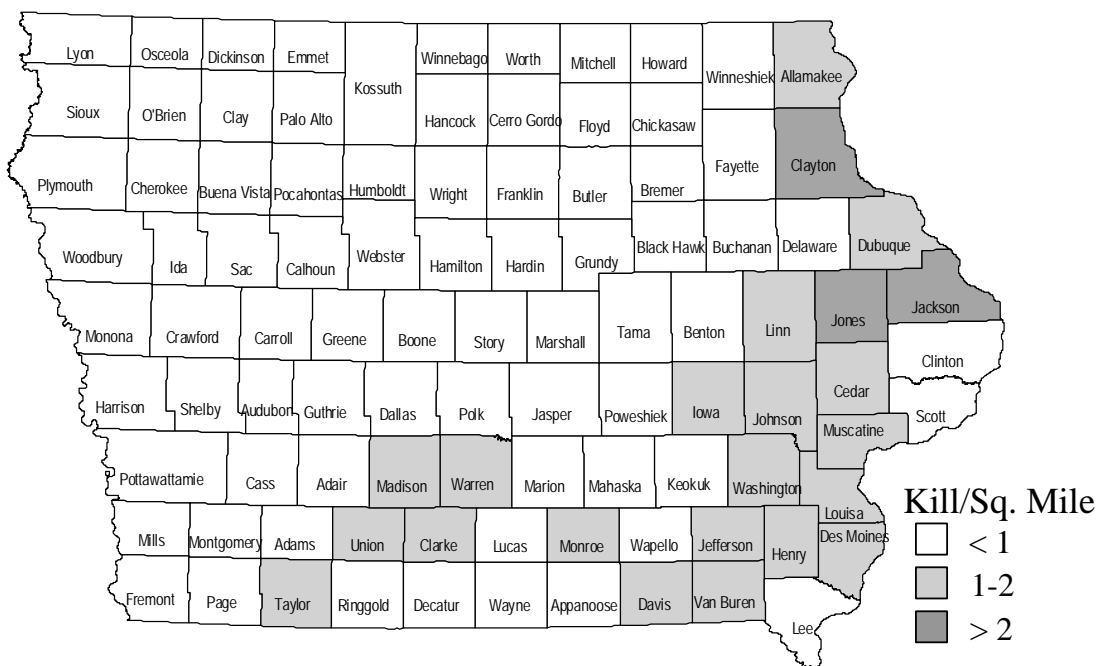 Lyon Osceola Dickinson Emmet Winnebago Worth Mitchell Howard Winneshiek Allamakee
Kossuth
Sioux O'Brien Clay Palo Alto Hancock Cerro Gordo Floyd Chickasaw
Fayette Clayton
Plymouth Cherokee Buena Vista Pocahontas Humboldt Wright Franklin Butler Bremer
Woodbury Ida Sac Calhoun Webster Hamilton Hardin Grundy Black Hawk Buchanan Delaware Dubuque
Monona Crawford Carroll Greene Boone Story Marshall Tama Benton Linn Jones Jackson
Clinton
Harrison Shelby Audubon Guthrie Dallas Polk Jasper Poweshiek Iowa Johnson Cedar Scott
Muscatine
Pottawattamie Cass Adair Madison Warren Marion Mahaska Keokuk Washington
Louisa
Mills Montgomery Adams Union Clarke Lucas Monroe Wapello Jefferson Henry Des Moines
Fremont Page Taylor Ringgold Decatur Wayne Appanoose Davis Van Buren
Lee
Kill/Sq. Mile
< 1
1-2
> 2